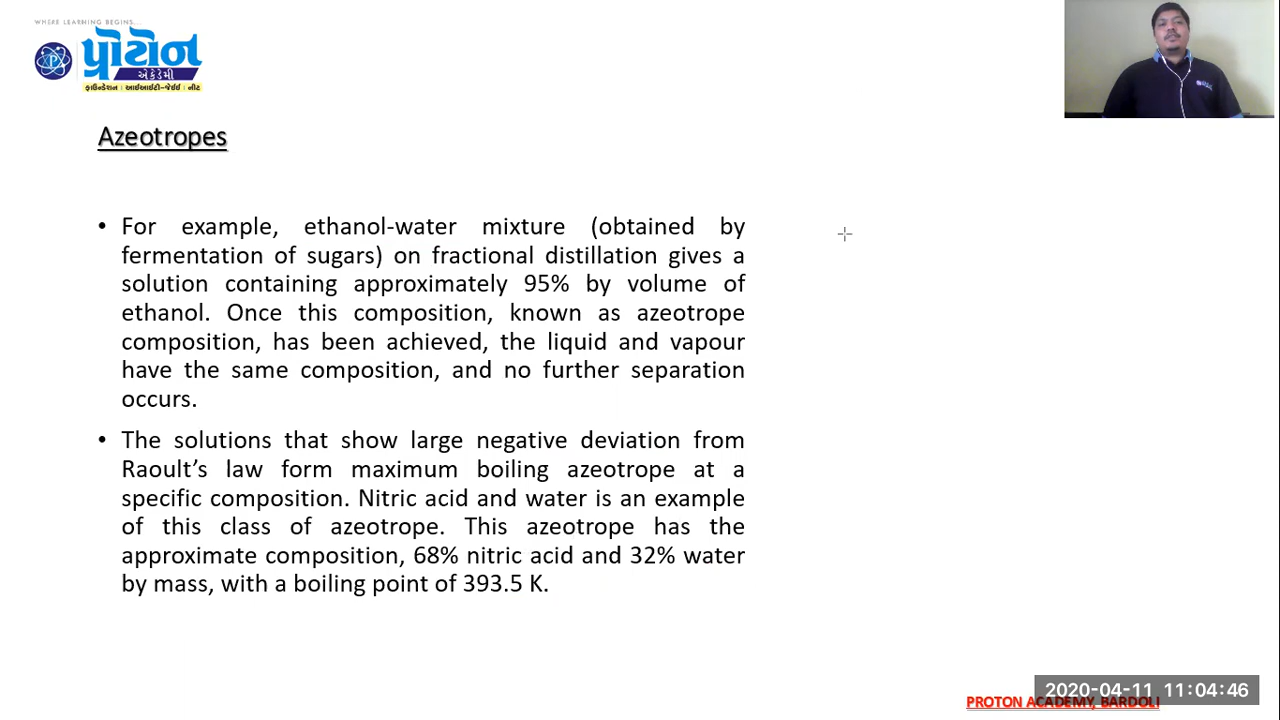 WHERE LEARNING BEGINS...
પ્રોટોન
એકેડેમી
ફાઉન્ડેશન : આઈઆઈટી-જેઈઈ : નીટ
Azeotropes
• For example, ethanol-water mixture (obtained by
fermentation of sugars) on fractional distillation gives a
solution containing approximately 95% by volume of
ethanol. Once this composition, known as azeotrope
composition, has been achieved, the liquid and vapour
have the same composition, and no further separation
occurs.
• The solutions that show large negative deviation from
Raoult’s law form maximum boiling azeotrope at a
specific composition. Nitric acid and water is an example
of this class of azeotrope. This azeotrope has the
approximate composition, 68% nitric acid and 32% water
by mass, with a boiling point of 393.5 K.
2020-04-11 11:04:46
PROTON ACADEMY, BARDOLI